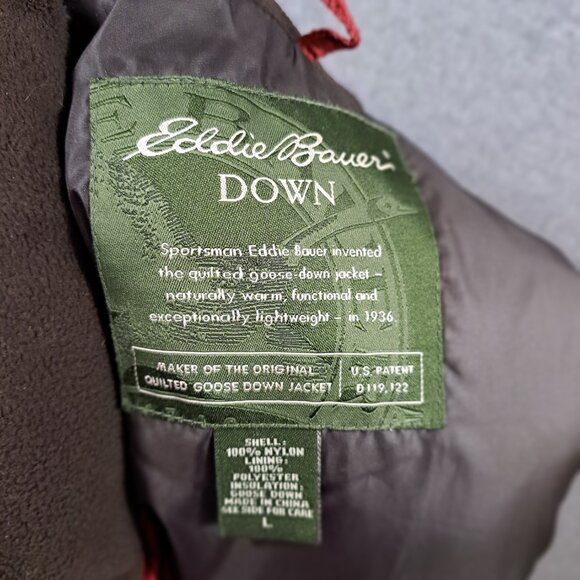 Eddie Bauer
DOWN
Sportsman Eddie Bauer invented
the quilted goose-down jacket –
naturally warm, functional and
exceptionally lightweight – in 1936.
MAKER OF THE ORIGINAL
QUILTED GOOSE DOWN JACKET
U.S. PATENT
D119,122
SHELL:
100% NYLON
LINING:
100%
POLYESTER
INSULATION:
GOOSE DOWN
MADE IN CHINA
SEE SIDE FOR CARE
L